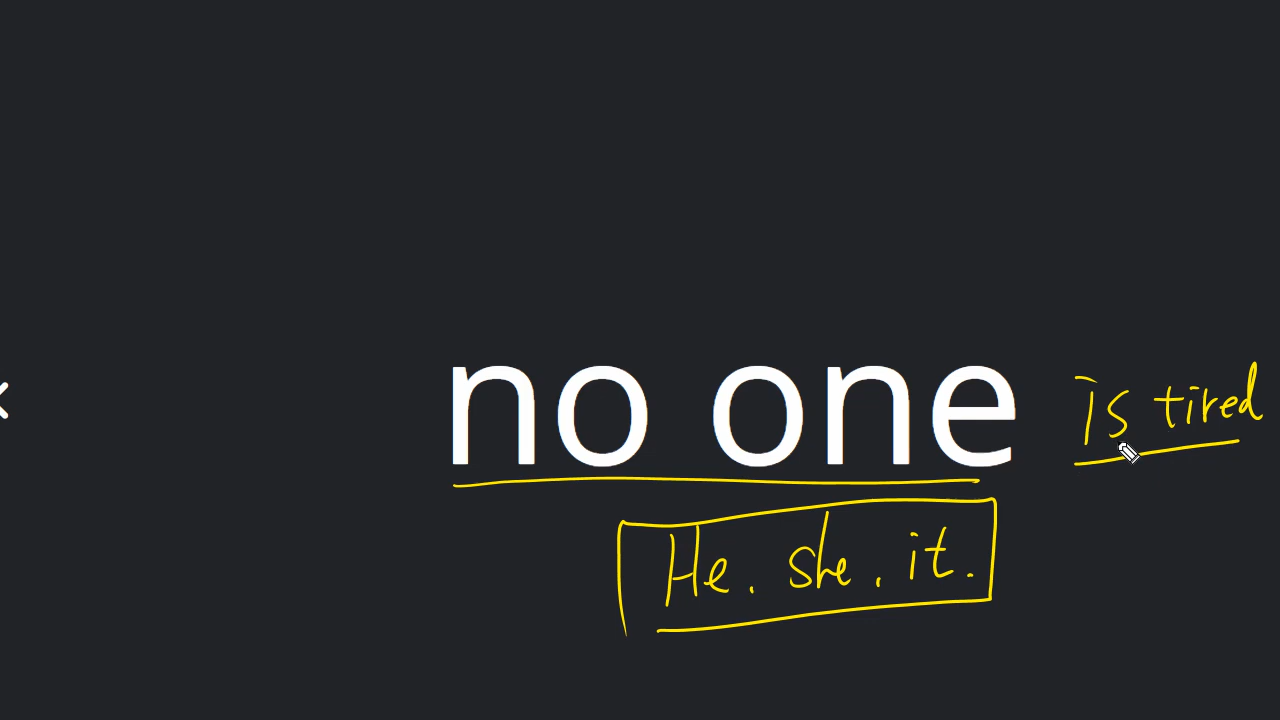 no one is tired
He. she. it.